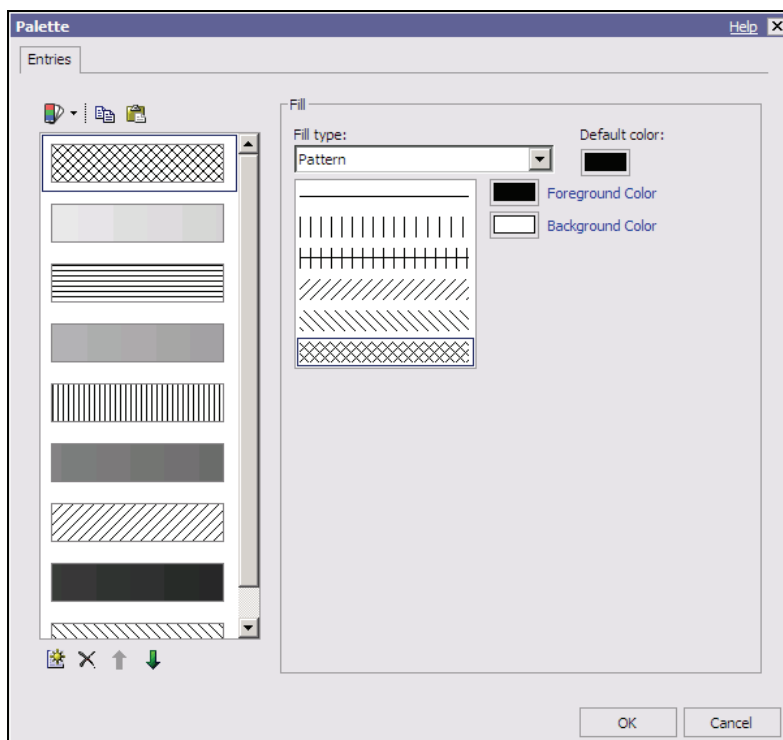 Palette Help
Entries
Fill
Fill type: Default color:
Pattern
Foreground Color
Background Color
OK Cancel